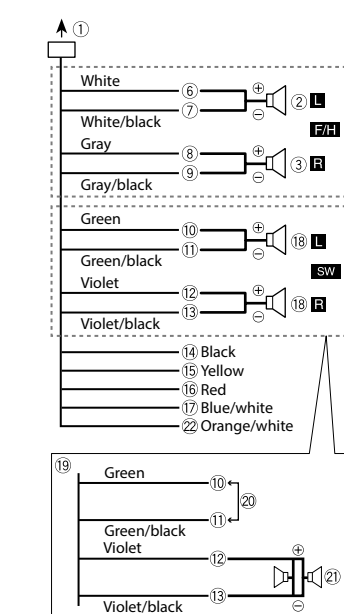 ①
White
⑥ ⊕
② L
⑦
White/black ⊖
F/H
Gray
⑧ ⊕
③ R
⑨
Gray/black ⊖
Green
⑩ ⊕
⑱ L
⑪
Green/black ⊖
SW
Violet
⑫ ⊕
⑱ R
⑬
Violet/black ⊖
⑭ Black
⑮ Yellow
⑯ Red
⑰ Blue/white
㉒ Orange/white
⑲
Green
⑩
⑳
⑪
Green/black
Violet
⑫ ⊕
㉑
⑬
Violet/black ⊖